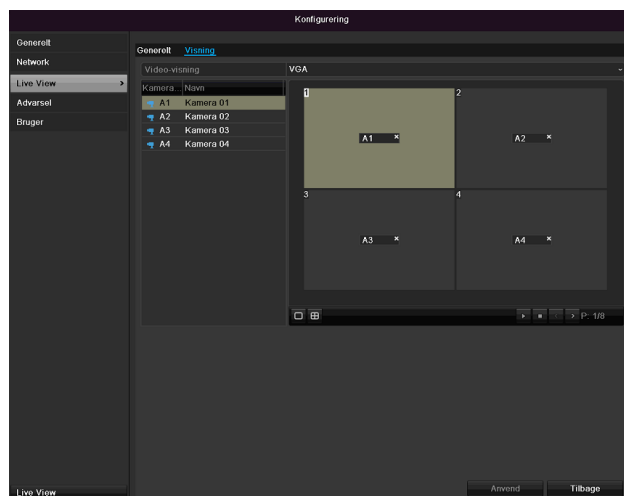 Konfigurering
Generelt
Network
Live View >
Advarsel
Bruger
Generelt Visning
Video-visning VGA
Kamera... Navn
A1 Kamera 01
A2 Kamera 02
A3 Kamera 03
A4 Kamera 04
1 2
A1 × A2 ×
3 4
A3 × A4 ×
P: 1/8
Live View
Anvend Tilbage